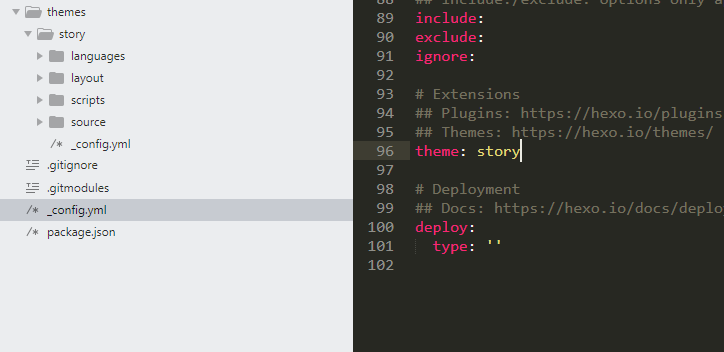 themes
story
languages
layout
scripts
source
/* _config.yml
.gitignore
.gitmodules
/* _config.yml
/* package.json
88 ## include:/exclude: options only a
89 include:
90 exclude:
91 ignore:
92
93 # Extensions
94 ## Plugins: https://hexo.io/plugins
95 ## Themes: https://hexo.io/themes/
96 theme: story
97
98 # Deployment
99 ## Docs: https://hexo.io/docs/deplo
100 deploy:
101 type: ''
102